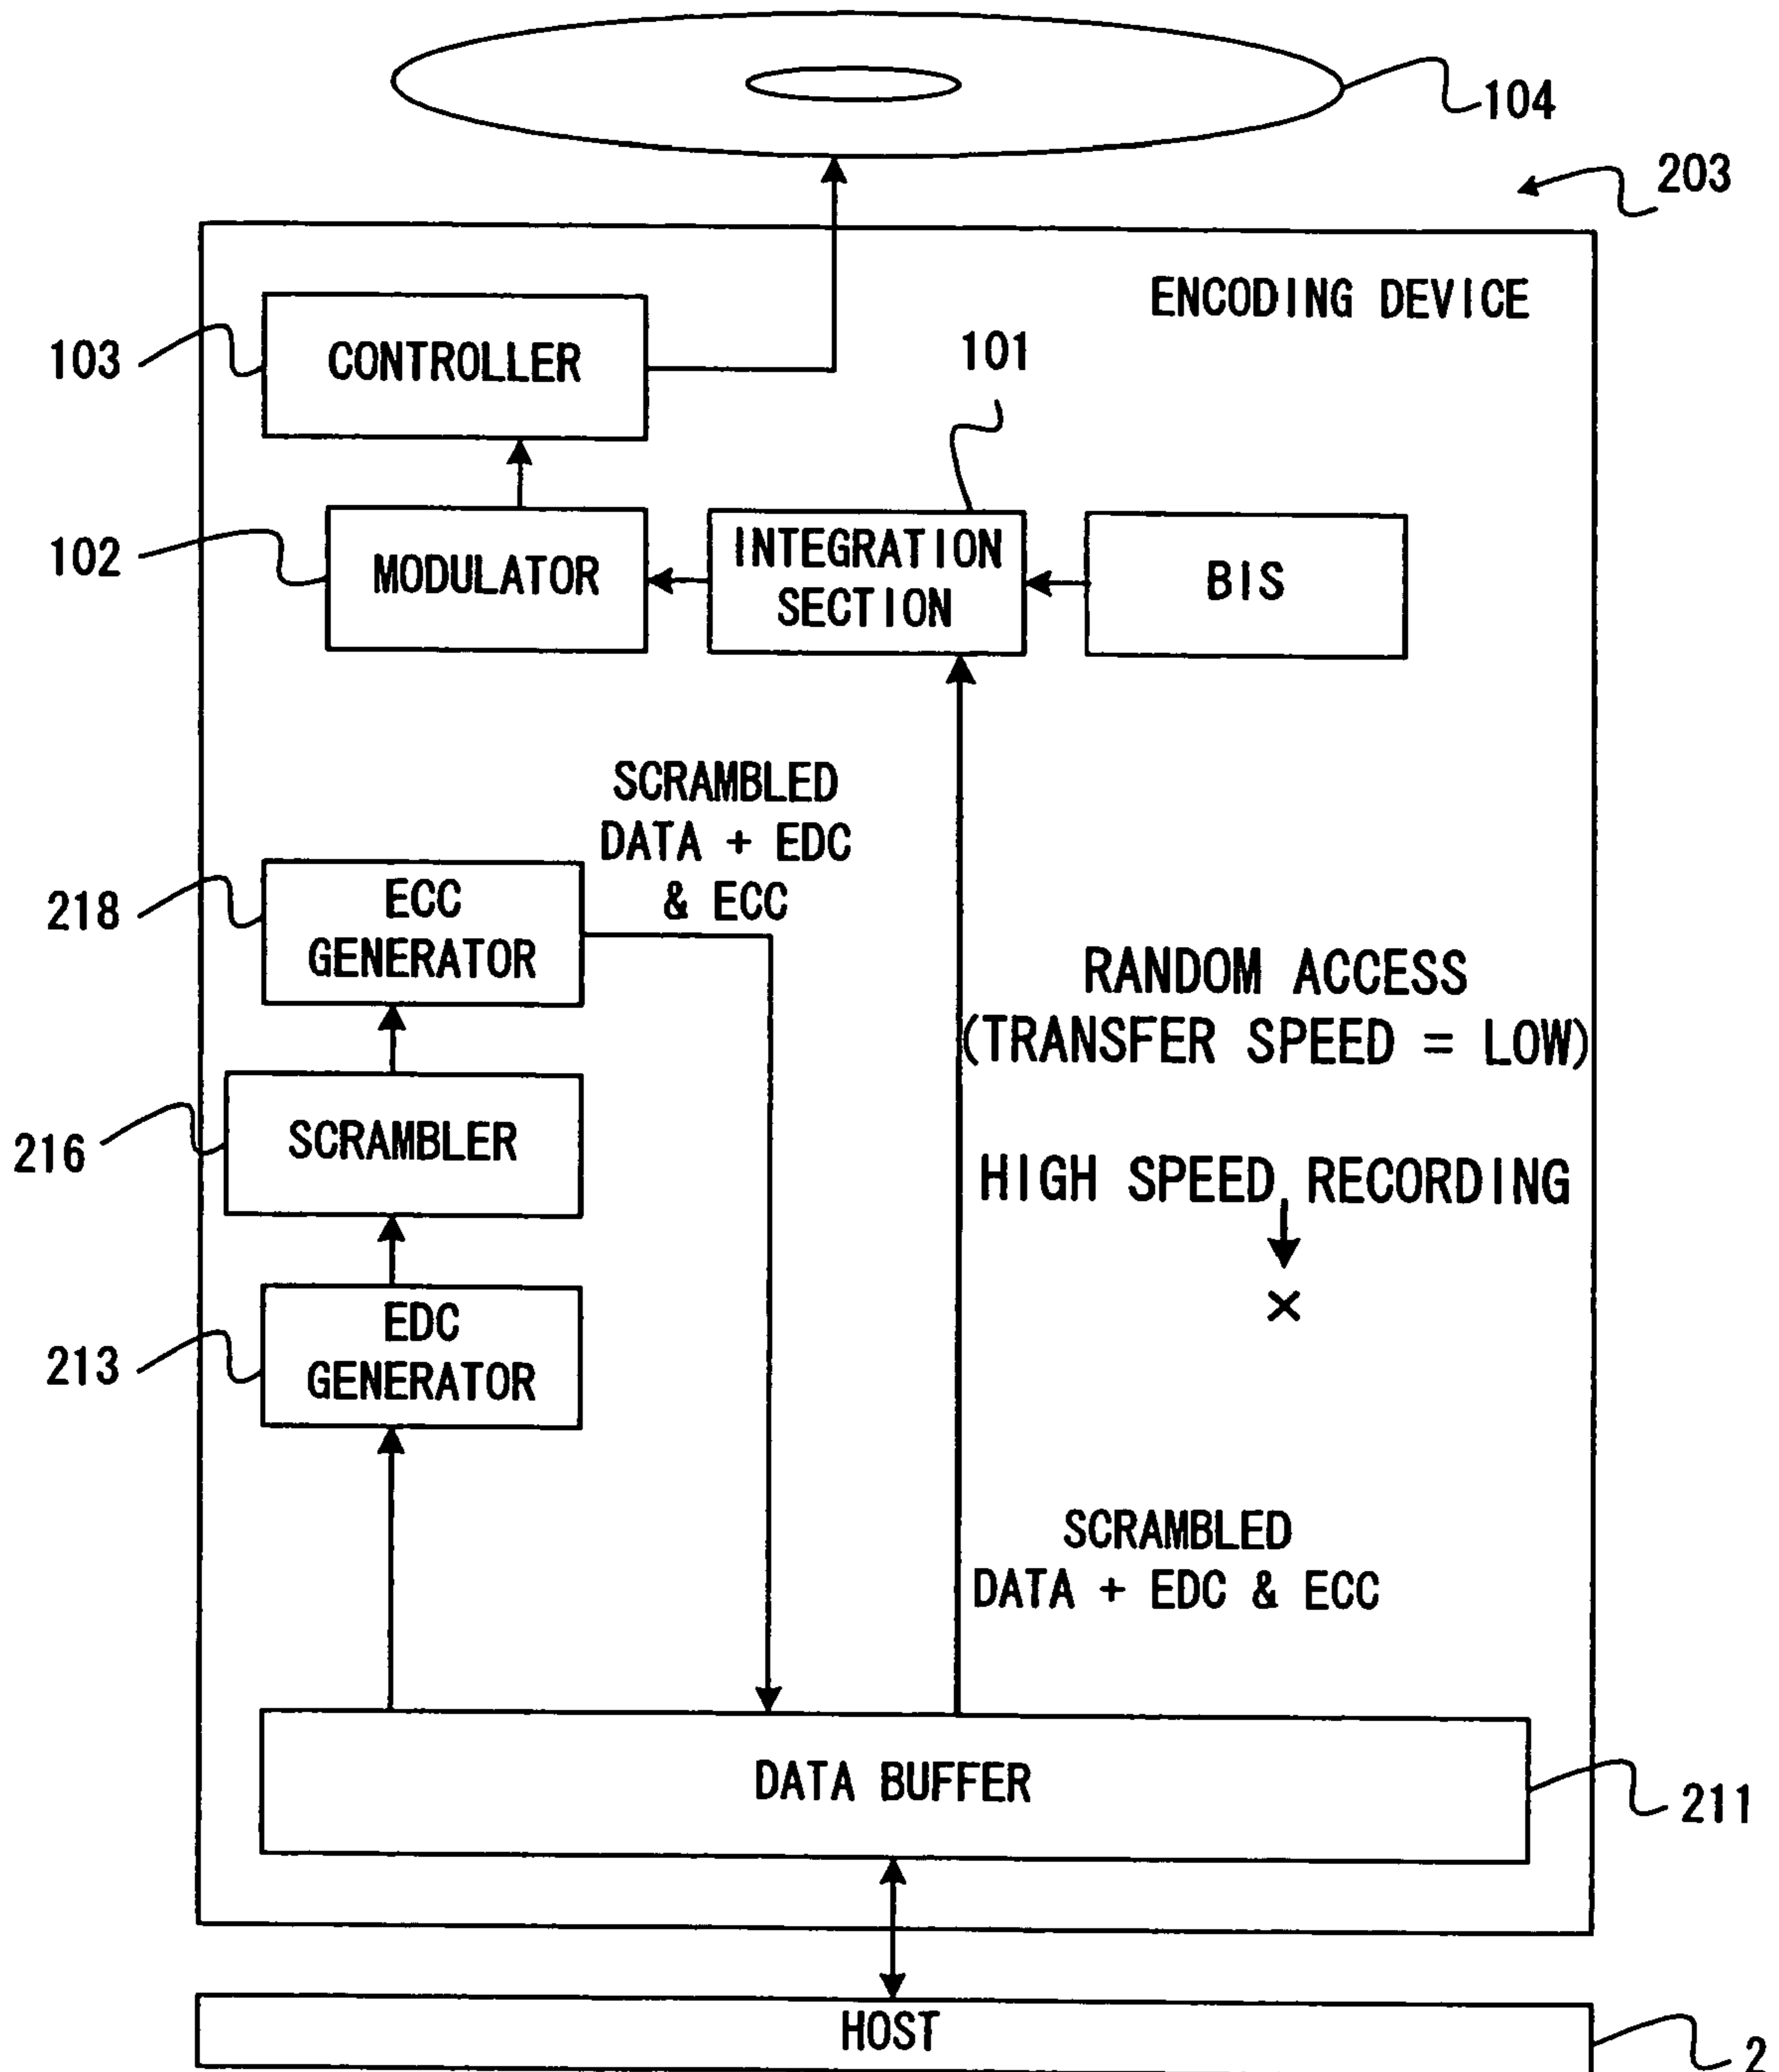 104
203
ENCODING DEVICE
103
CONTROLLER
101
102
MODULATOR
INTEGRATION
SECTION
BIS
SCRAMBLED
DATA + EDC
& ECC
218
ECC
GENERATOR
RANDOM ACCESS
(TRANSFER SPEED = LOW)
216
SCRAMBLER
HIGH SPEED RECORDING
×
213
EDC
GENERATOR
SCRAMBLED
DATA + EDC & ECC
DATA BUFFER
211
HOST
2